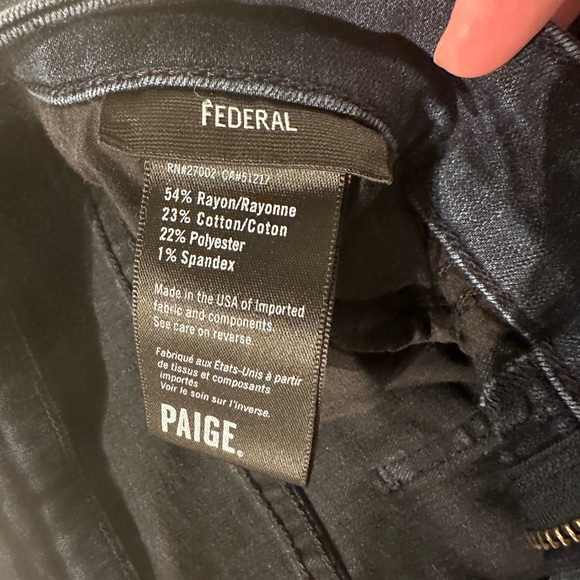 FEDERAL
RN#27002 CA#51217
54% Rayon/Rayonne
23% Cotton/Coton
22% Polyester
1% Spandex
Made in the USA of Imported
fabric and components
See care on reverse.
Fabriqué aux États-Unis à partir
de tissus et composants
importés
Voir le soin sur l'inverse.
PAIGE.